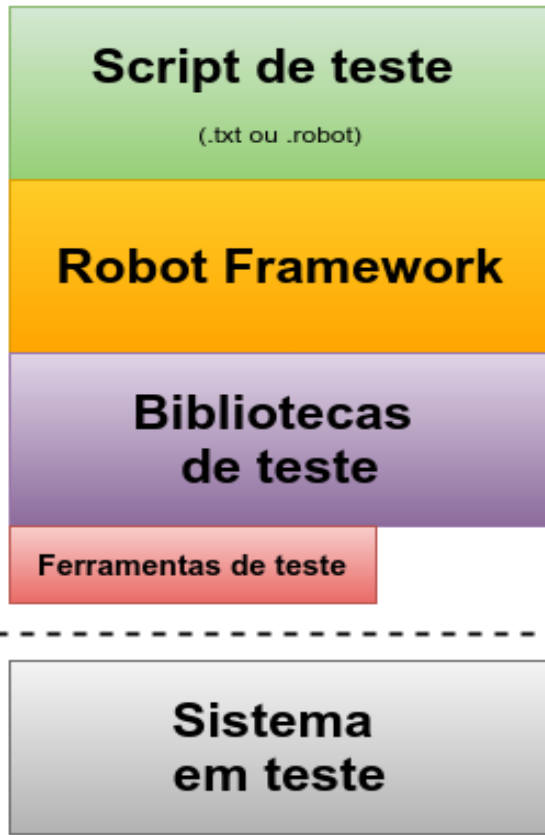 Script de teste
(.txt ou .robot)
Robot Framework
Bibliotecas
de teste
Ferramentas de teste
Sistema
em teste